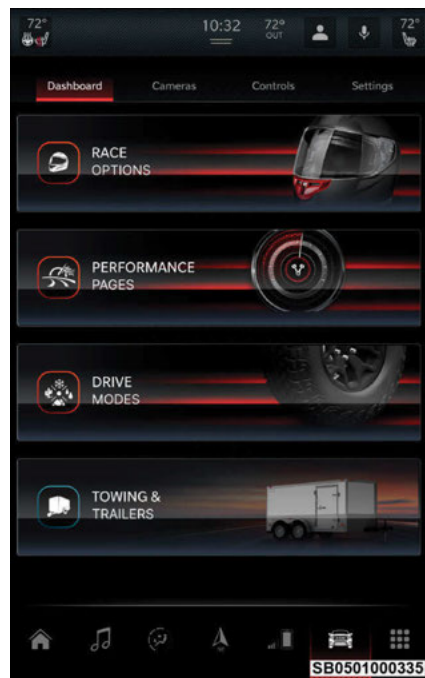 72°
10:32
72°
OUT
72°
Dashboard
Cameras
Controls
Settings
RACE
OPTIONS
PERFORMANCE
PAGES
DRIVE
MODES
TOWING &
TRAILERS
SB0501000335